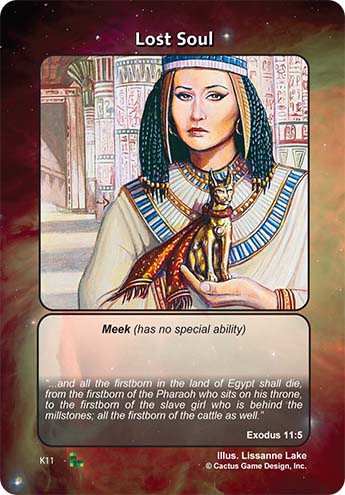 Lost Soul
Meek (has no special ability)
"...and all the firstborn in the land of Egypt shall die,
from the firstborn of the Pharaoh who sits on his throne,
to the firstborn of the slave girl who is behind the
millstones; all the firstborn of the cattle as well."
Exodus 11:5
Illus. Lissanne Lake
K11
© Cactus Game Design, Inc.